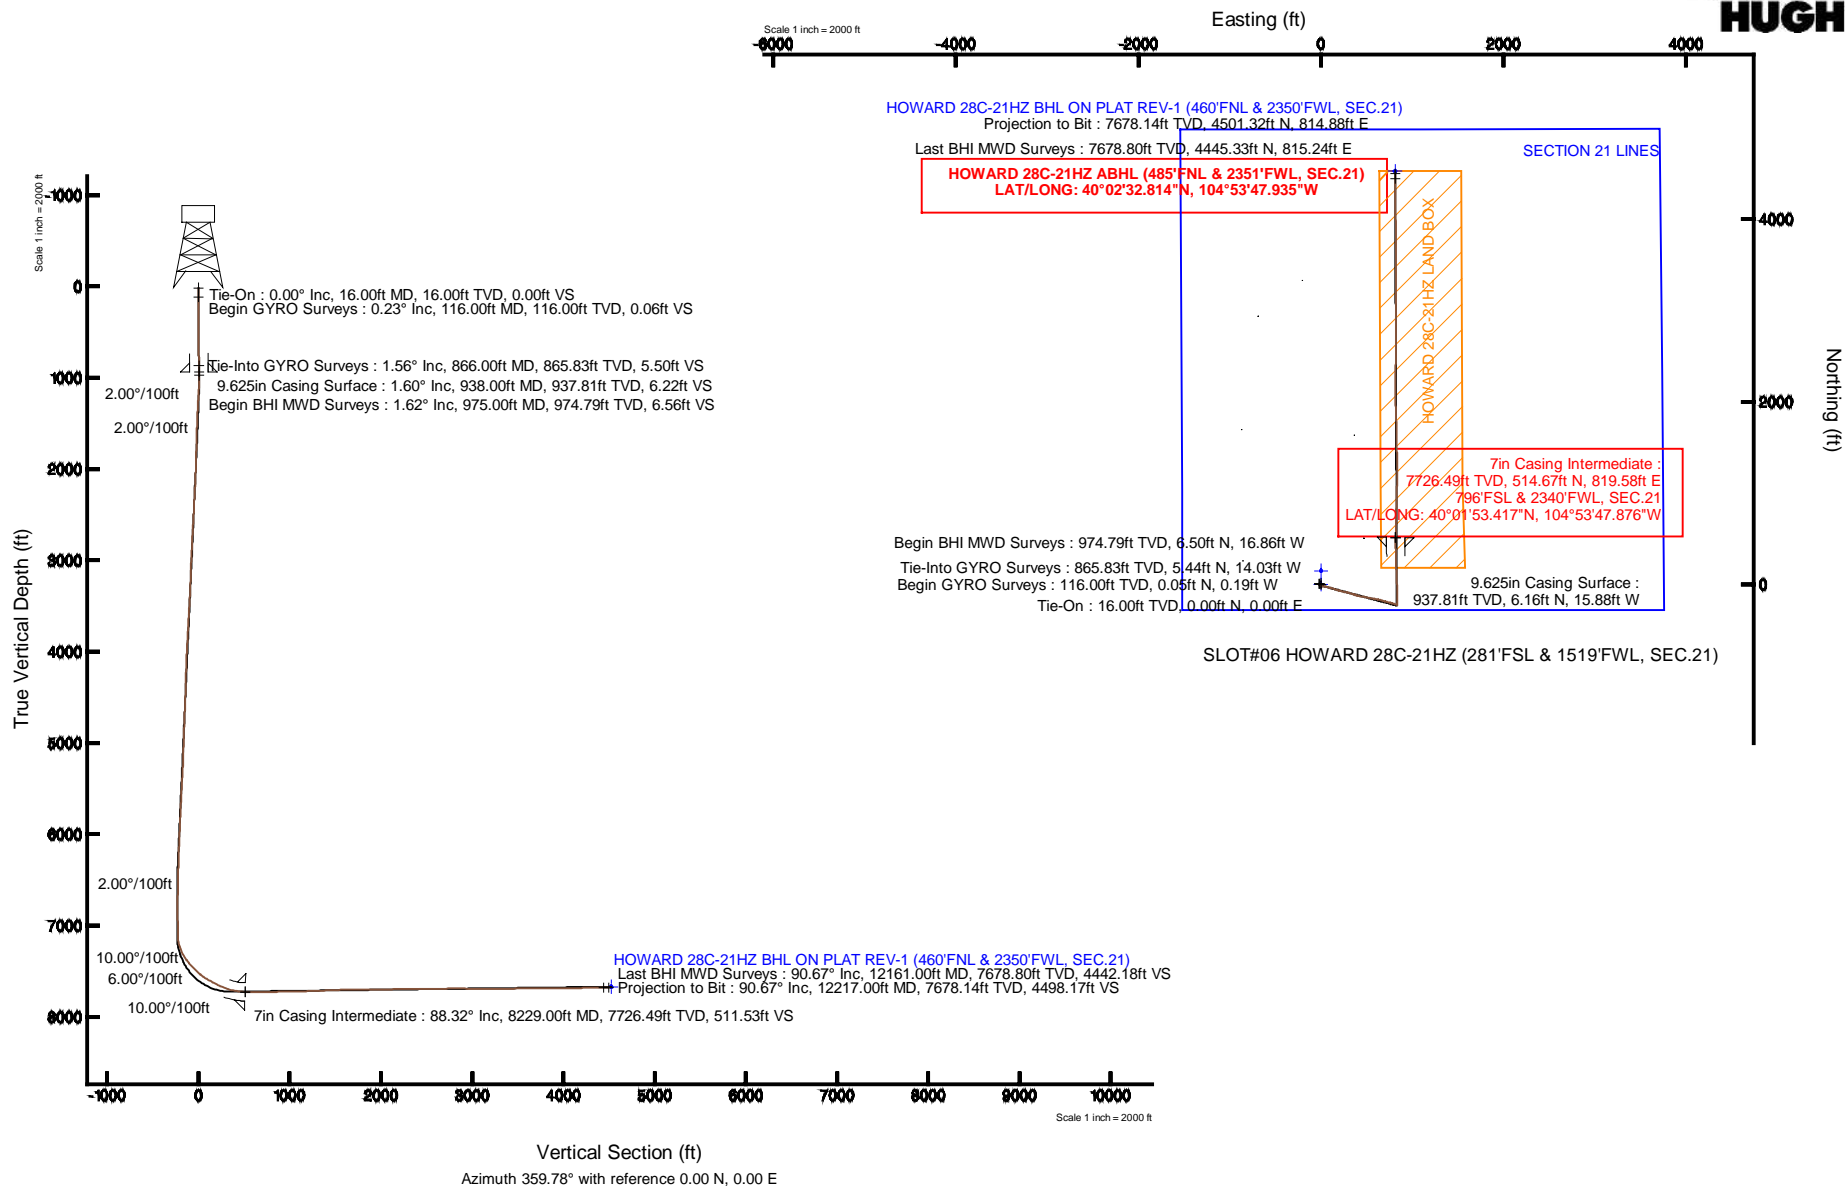 HUGH
Easting (ft)
Scale 1 inch = 2000 ft
-6000 -4000 -2000 0 2000 4000
HOWARD 28C-21HZ BHL ON PLAT REV-1 (460'FNL & 2350'FWL, SEC.21)
Projection to Bit : 7678.14ft TVD, 4501.32ft N, 814.88ft E
Last BHI MWD Surveys : 7678.80ft TVD, 4445.33ft N, 815.24ft E
SECTION 21 LINES
HOWARD 28C-21HZ ABHL (485'FNL & 2351'FWL, SEC.21)
LAT/LONG: 40°02'32.814"N, 104°53'47.935"W
HOWARD 28C-21HZ LAND BOX
4000
2000
0
Northing (ft)
7in Casing Intermediate :
7726.49ft TVD, 514.67ft N, 819.58ft E
796'FSL & 2340'FWL, SEC.21
LAT/LONG: 40°01'53.417"N, 104°53'47.876"W
Begin BHI MWD Surveys : 974.79ft TVD, 6.50ft N, 16.86ft W
Tie-Into GYRO Surveys : 865.83ft TVD, 5.44ft N, 14.03ft W
Begin GYRO Surveys : 116.00ft TVD, 0.05ft N, 0.19ft W
Tie-On : 16.00ft TVD, 0.00ft N, 0.00ft E
9.625in Casing Surface :
937.81ft TVD, 6.16ft N, 15.88ft W
SLOT#06 HOWARD 28C-21HZ (281'FSL & 1519'FWL, SEC.21)
Scale 1 inch = 2000 ft
True Vertical Depth (ft)
-1000
0
1000
2000
3000
4000
5000
6000
7000
8000
Tie-On : 0.00° Inc, 16.00ft MD, 16.00ft TVD, 0.00ft VS
Begin GYRO Surveys : 0.23° Inc, 116.00ft MD, 116.00ft TVD, 0.06ft VS
Tie-Into GYRO Surveys : 1.56° Inc, 866.00ft MD, 865.83ft TVD, 5.50ft VS
9.625in Casing Surface : 1.60° Inc, 938.00ft MD, 937.81ft TVD, 6.22ft VS
2.00°/100ft
Begin BHI MWD Surveys : 1.62° Inc, 975.00ft MD, 974.79ft TVD, 6.56ft VS
2.00°/100ft
2.00°/100ft
10.00°/100ft
6.00°/100ft
10.00°/100ft
HOWARD 28C-21HZ BHL ON PLAT REV-1 (460'FNL & 2350'FWL, SEC.21)
Last BHI MWD Surveys : 90.67° Inc, 12161.00ft MD, 7678.80ft TVD, 4442.18ft VS
Projection to Bit : 90.67° Inc, 12217.00ft MD, 7678.14ft TVD, 4498.17ft VS
7in Casing Intermediate : 88.32° Inc, 8229.00ft MD, 7726.49ft TVD, 511.53ft VS
-1000 0 1000 2000 3000 4000 5000 6000 7000 8000 9000 10000
Scale 1 inch = 2000 ft
Vertical Section (ft)
Azimuth 359.78° with reference 0.00 N, 0.00 E